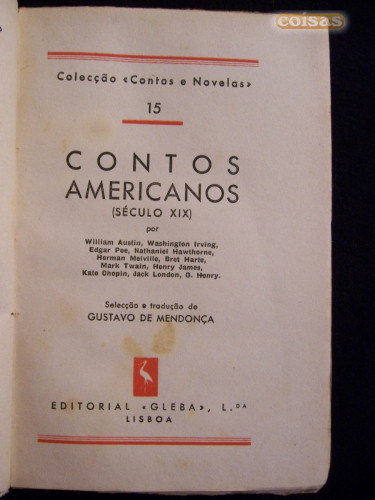 coisas
Colecção «Contos e Novelas»
15
CONTOS
AMERICANOS
(SÉCULO XIX)
por
William Austin, Washington Irving,
Edgar Poe, Nathaniel Hawthorne,
Herman Melville, Bret Harte,
Mark Twain, Henry James,
Kate Chopin, Jack London, O. Henry.
Selecção e tradução de
GUSTAVO DE MENDONÇA
EDITORIAL «GLEBA», L.DA
LISBOA